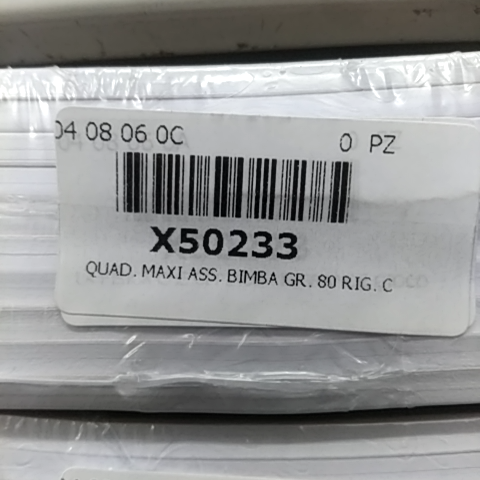 04 08 06 0C 0 PZ
X50233
QUAD. MAXI ASS. BIMBA GR. 80 RIG. C